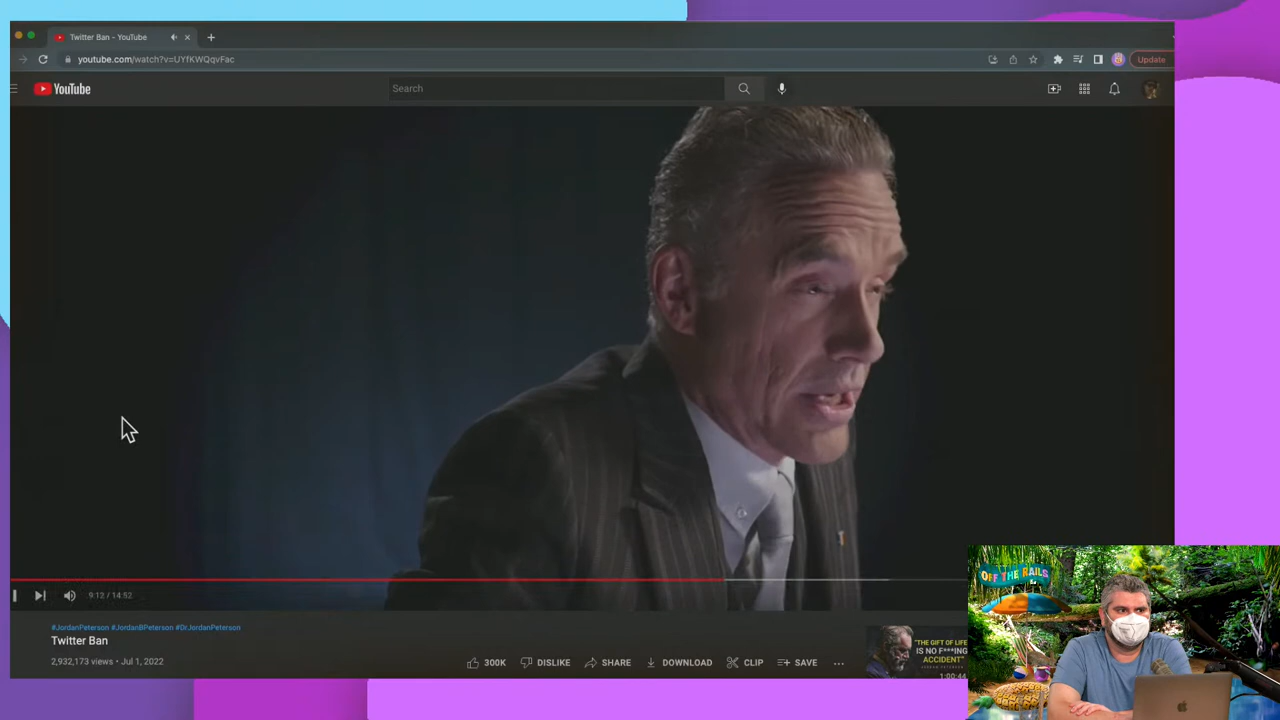 Twitter Ban - YouTube
youtube.com/watch?v=UYfKWQqvFac
Update
YouTube
Search
9:12 / 14:52
#JordanPeterson #JordanBPeterson #DrJordanPeterson
Twitter Ban
2,932,173 views • Jul 1, 2022
300K
DISLIKE
SHARE
DOWNLOAD
CLIP
SAVE
"THE GIFT OF LIFE
IS NO F***ING
ACCIDENT"
1:00:44
OFF THE RAILS